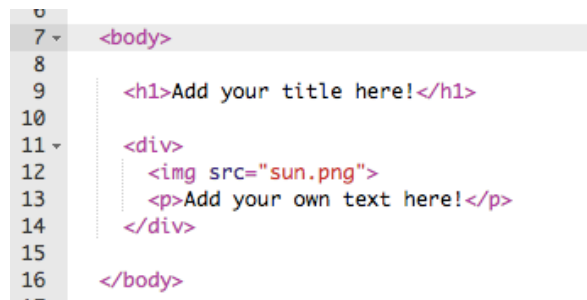 7 <body>
8
9 <h1>Add your title here!</h1>
10
11 <div>
12 <img src="sun.png">
13 <p>Add your own text here!</p>
14 </div>
15
16 </body>